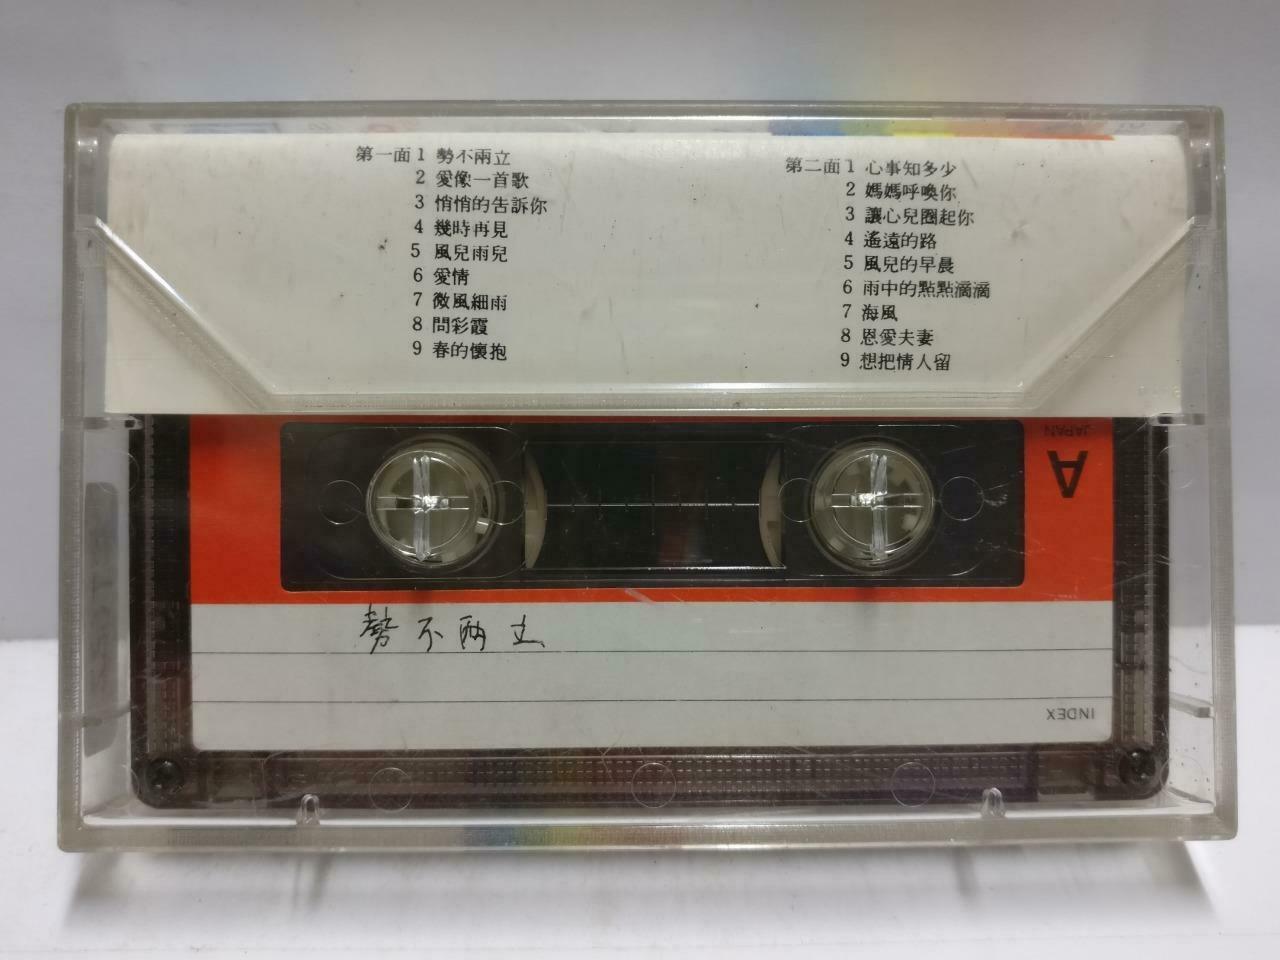 第一面 1 勢不兩立
2 愛像一首歌
3 悄悄的告訴你
4 幾時再見
5 風兒雨兒
6 愛情
7 微風細雨
8 問彩霞
9 春的懷抱
第二面 1 心事知多少
2 媽媽呼喚你
3 讓心兒圈起你
4 遙遠的路
5 風兒的早晨
6 雨中的點點滴滴
7 海風
8 恩愛夫妻
9 想把情人留
JAPAN
A
勢不兩立
INDEX